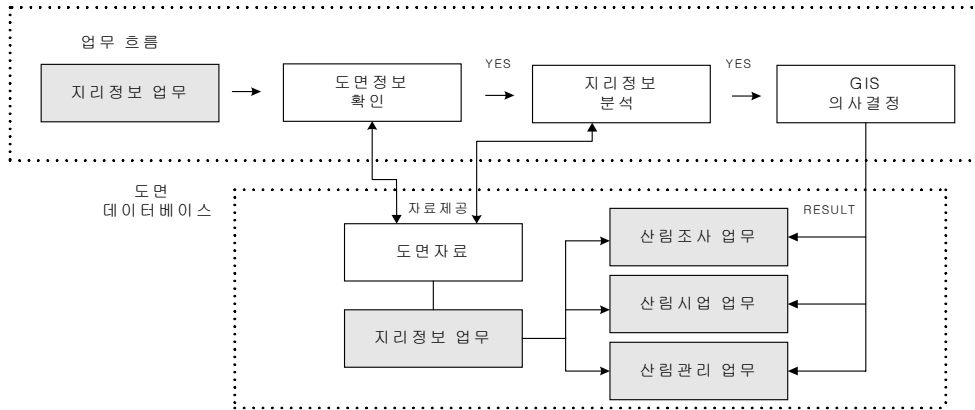 업무 흐름
지리정보 업무
도면정보
확인
YES
지리정보
분석
YES
GIS
의사결정
도면
데이터베이스
자료제공
RESULT
도면자료
산림조사 업무
산림시업 업무
지리정보 업무
산림관리 업무